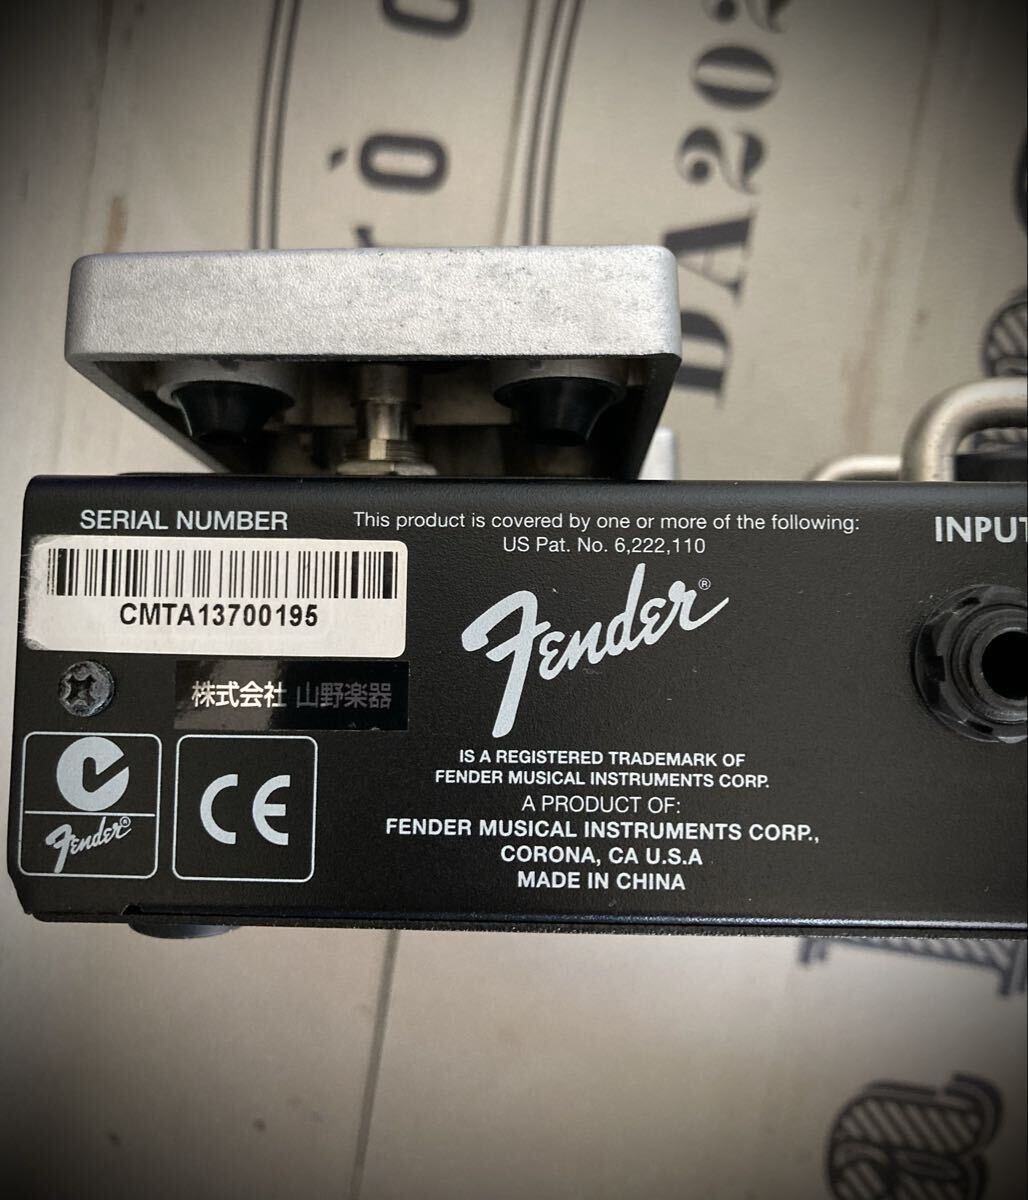 DA202
SERIAL NUMBER
CMTA13700195
株式会社 山野楽器
Fender®
This product is covered by one or more of the following:
US Pat. No. 6,222,110
Fender®
IS A REGISTERED TRADEMARK OF
FENDER MUSICAL INSTRUMENTS CORP.
A PRODUCT OF:
FENDER MUSICAL INSTRUMENTS CORP.,
CORONA, CA U.S.A
MADE IN CHINA
CE
INPUT